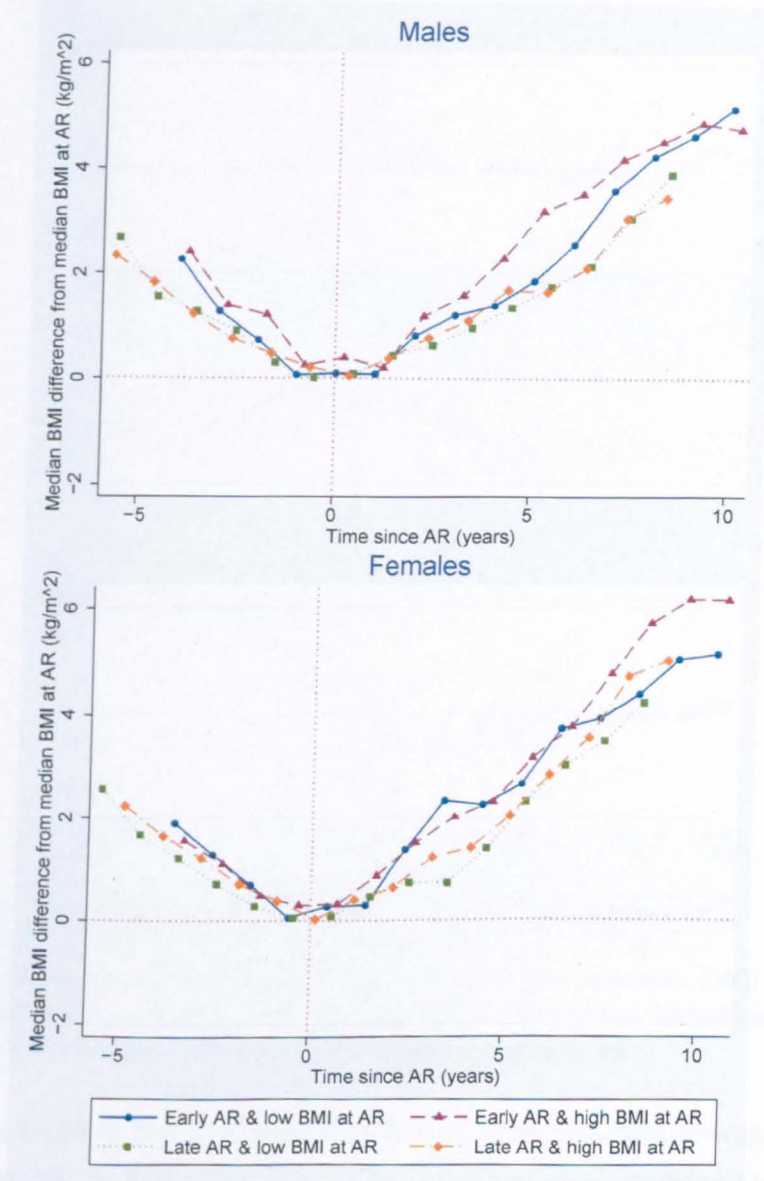 Males
Median BMI difference from median BMI at AR (kg/m^2)
6
4
2
0
−2
−5
0
5
10
Time since AR (years)
Females
Median BMI difference from median BMI at AR (kg/m^2)
6
4
2
0
−2
−5
0
5
10
Time since AR (years)
Early AR & low BMI at AR
Early AR & high BMI at AR
Late AR & low BMI at AR
Late AR & high BMI at AR